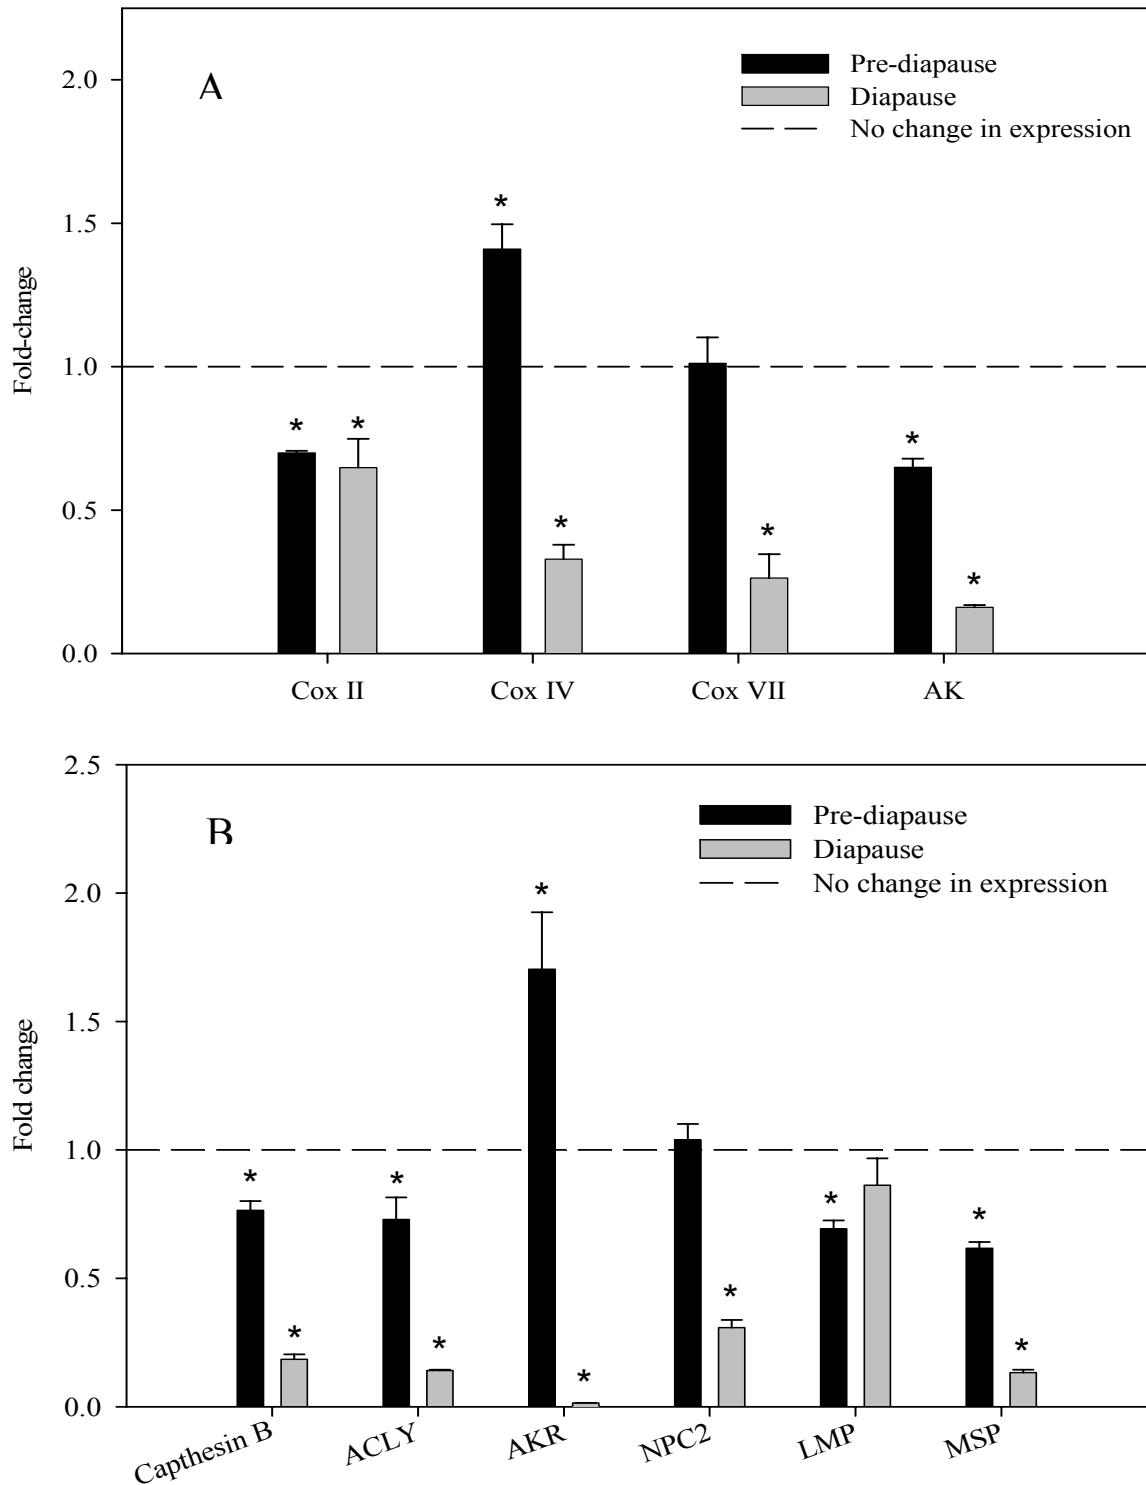 A
Pre-diapause
Diapause
No change in expression
2.0
1.5
1.0
0.5
0.0
Fold-change
* * * * * * *
Cox II Cox IV Cox VII AK
B
Pre-diapause
Diapause
No change in expression
2.5
2.0
1.5
1.0
0.5
0.0
Fold change
* * * * * * * * * *
Capthesin B ACLY AKR NPC2 LMP MSP